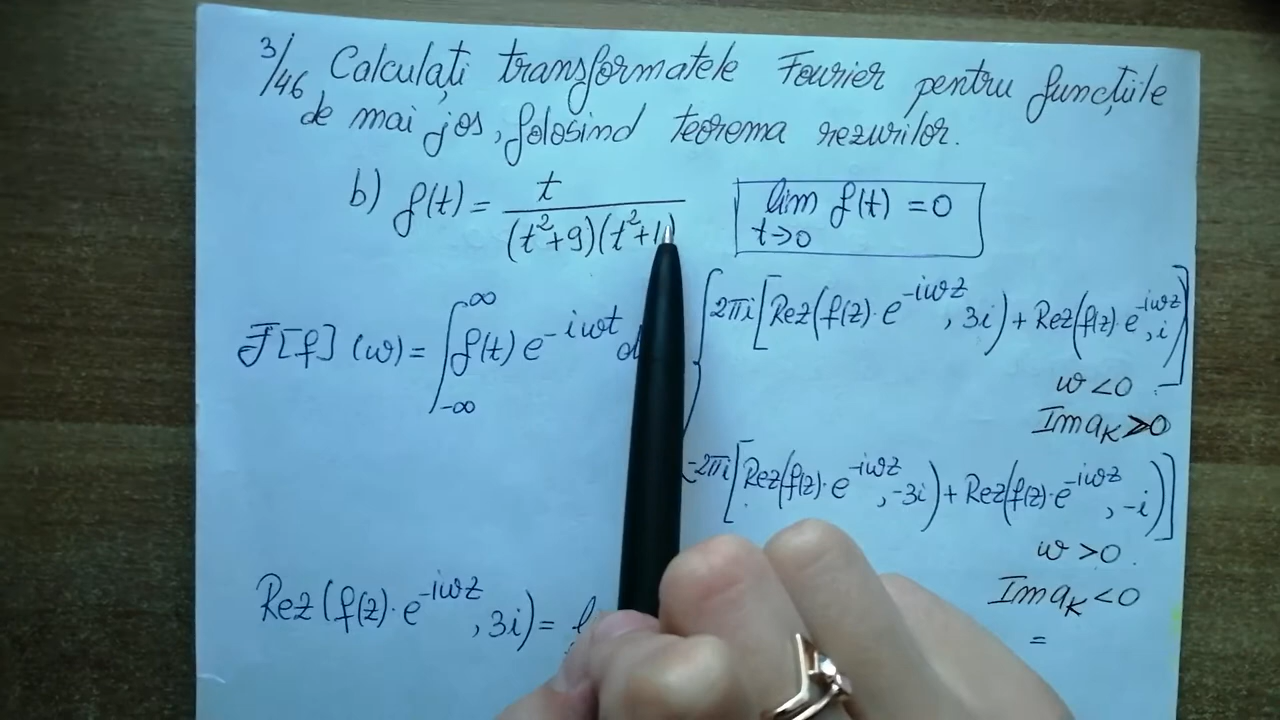 3/46 Calculați transformatele Fourier pentru funcțiile
de mai jos, folosind teorema rezurilor.
b) f(t) = t / (t²+9)(t²+1)
lim f(t) = 0
t→0
F[f](ω) = ∫_{-∞}^{∞} f(t) e^{-iωt} d
{ 2πi [Rez(f(z)·e^{-iωz}, 3i) + Rez(f(z)·e^{-iωz}, i)]
ω < 0
Im a_K > 0
-2πi [Rez(f(z)·e^{-iωz}, -3i) + Rez(f(z)·e^{-iωz}, -i)]
ω > 0
Im a_K < 0
=
Rez(f(z)·e^{-iωz}, 3i) =